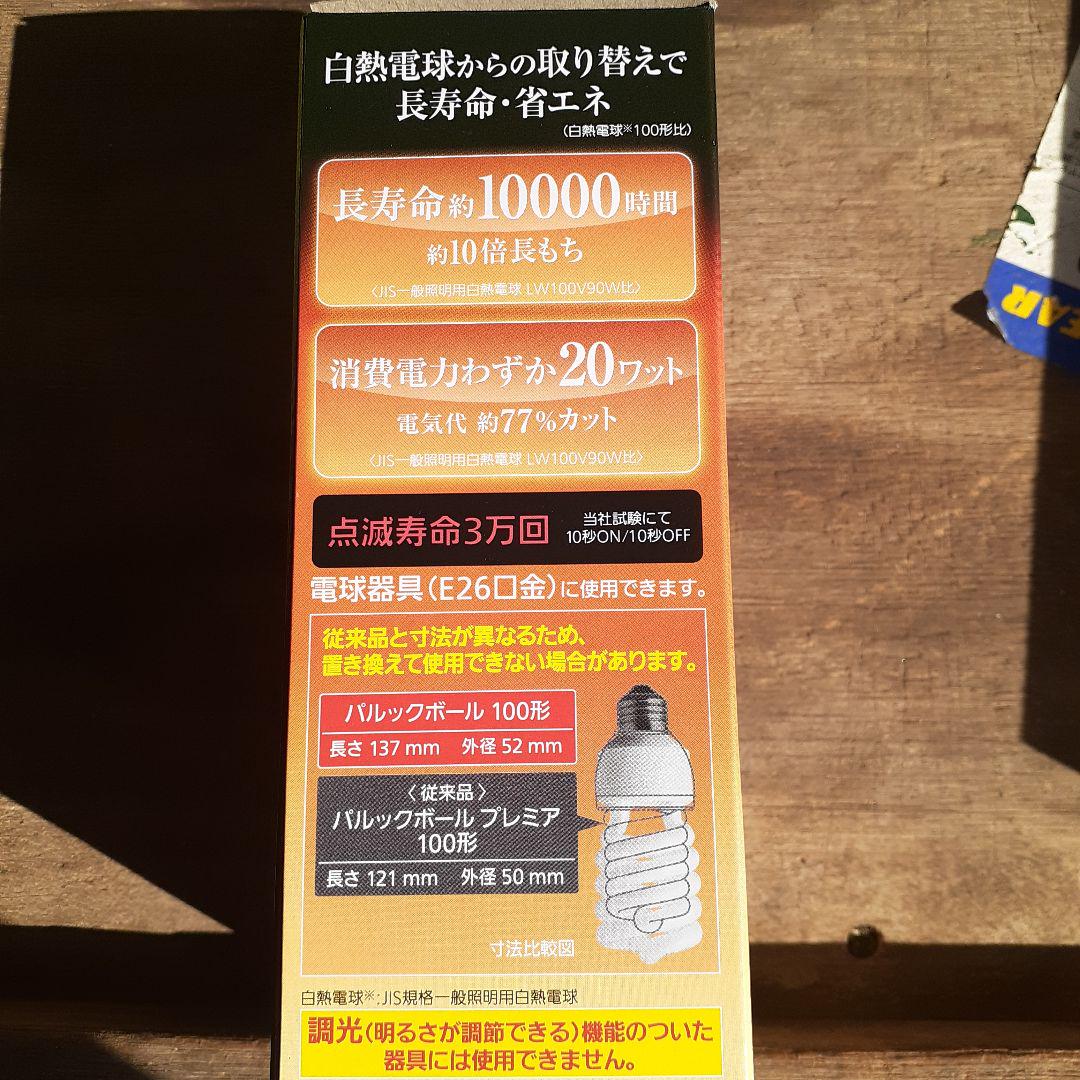 白熱電球からの取り替えで
長寿命・省エネ
(白熱電球※100形比)
長寿命約10000時間
約10倍長もち
〈JIS一般照明用白熱電球 LW100V90W比〉
消費電力わずか20ワット
電気代 約77%カット
〈JIS一般照明用白熱電球 LW100V90W比〉
点滅寿命3万回 当社試験にて
10秒ON/10秒OFF
電球器具(E26口金)に使用できます。
従来品と寸法が異なるため、
置き換えて使用できない場合があります。
パルックボール 100形
長さ 137 mm 外径 52 mm
〈従来品〉
パルックボール プレミア
100形
長さ 121 mm 外径 50 mm
寸法比較図
白熱電球※:JIS規格一般照明用白熱電球
調光(明るさが調節できる)機能のついた
器具には使用できません。
EAR